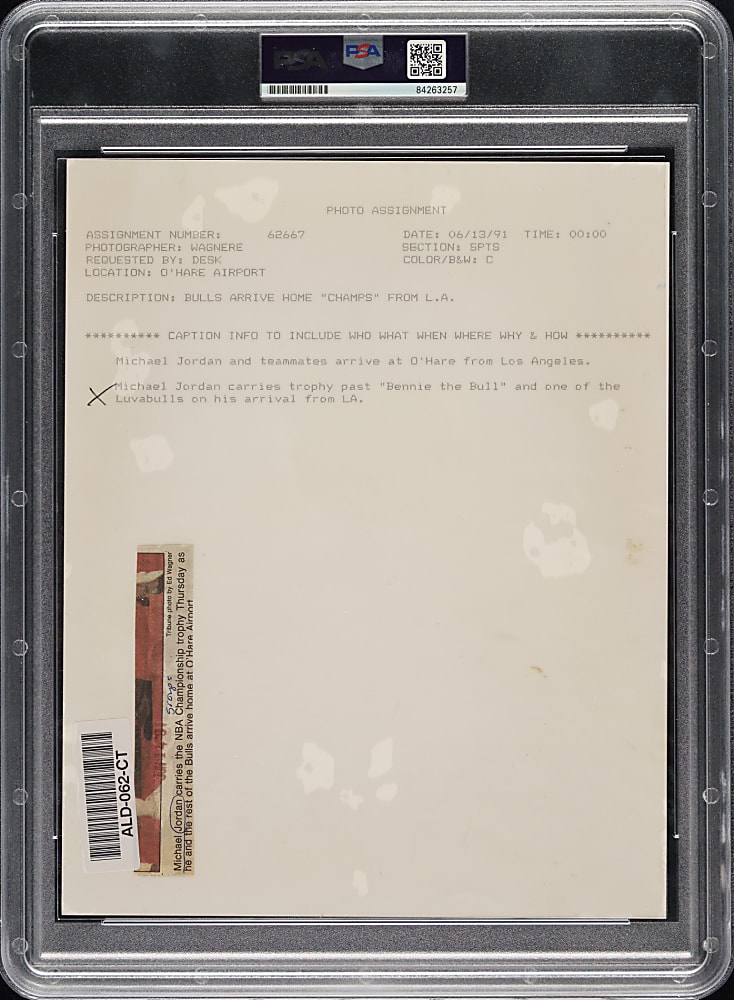 PSA
84263257
PHOTO ASSIGNMENT
ASSIGNMENT NUMBER: 62667 DATE: 06/13/91 TIME: 00:00
PHOTOGRAPHER: WAGNERE SECTION: SPTS
REQUESTED BY: DESK COLOR/B&W: C
LOCATION: O'HARE AIRPORT
DESCRIPTION: BULLS ARRIVE HOME "CHAMPS" FROM L.A.
********** CAPTION INFO TO INCLUDE WHO WHAT WHEN WHERE WHY & HOW **********
Michael Jordan and teammates arrive at O'Hare from Los Angeles.
X Michael Jordan carries trophy past "Bennie the Bull" and one of the
Luvabulls on his arrival from LA.
Tribune photo by Ed Wagner
Michael Jordan carries the NBA Championship trophy Thursday as
he and the rest of the Bulls arrive home at O'Hare Airport
ALD-062-CT